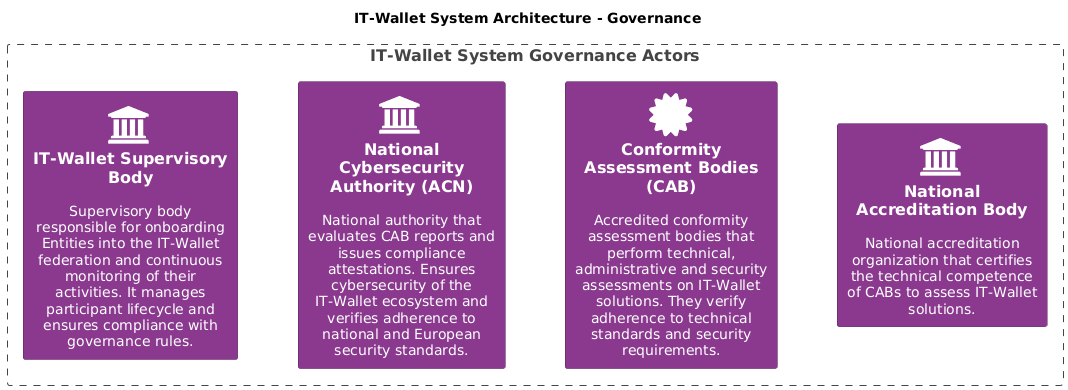 IT-Wallet System Architecture - Governance
IT-Wallet System Governance Actors
IT-Wallet Supervisory
Body
Supervisory body
responsible for onboarding
Entities into the IT-Wallet
federation and continuous
monitoring of their
activities. It manages
participant lifecycle and
ensures compliance with
governance rules.
National
Cybersecurity
Authority (ACN)
National authority that
evaluates CAB reports and
issues compliance
attestations. Ensures
cybersecurity of the
IT-Wallet ecosystem and
verifies adherence to
national and European
security standards.
Conformity
Assessment Bodies
(CAB)
Accredited conformity
assessment bodies that
perform technical,
administrative and security
assessments on IT-Wallet
solutions. They verify
adherence to technical
standards and security
requirements.
National
Accreditation Body
National accreditation
organization that certifies
the technical competence
of CABs to assess IT-Wallet
solutions.